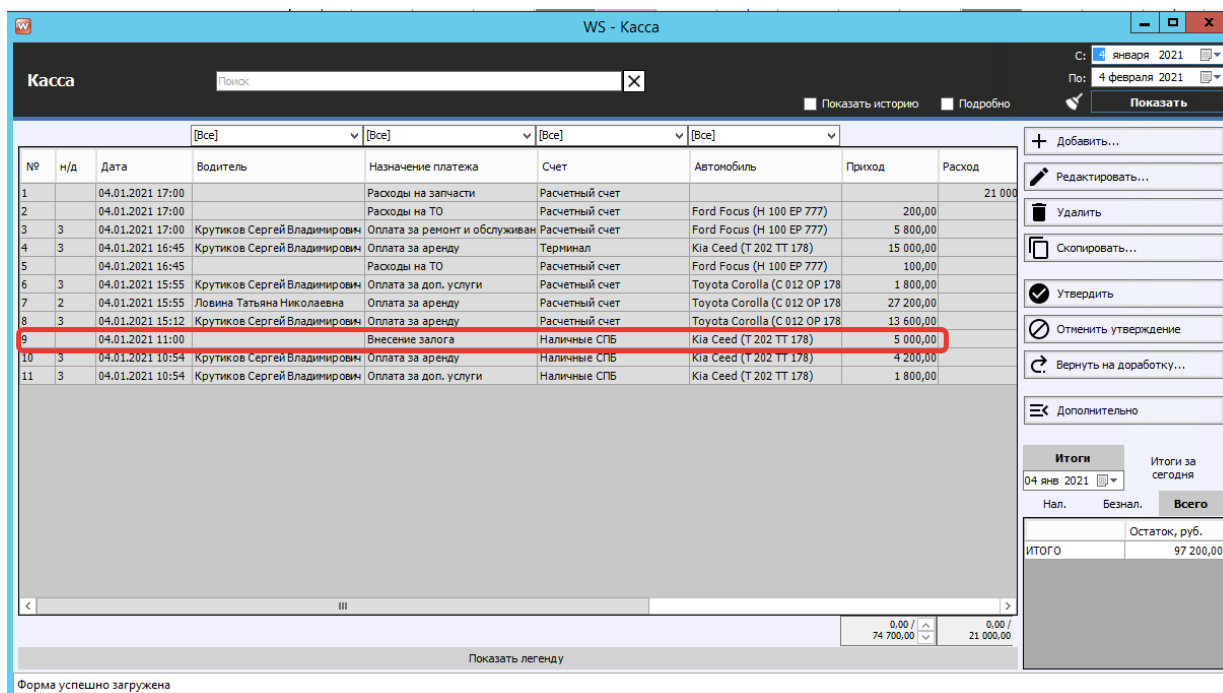 WS - Касса
С: 4 января 2021
Касса Поиск По: 4 февраля 2021
Показать историю Подробно Показать
[Все] [Все] [Все] [Все]
Добавить...
№ н/д Дата Водитель Назначение платежа Счет Автомобиль Приход Расход
Редактировать...
1 04.01.2021 17:00 Расходы на запчасти Расчетный счет 21 000
2 04.01.2021 17:00 Расходы на ТО Расчетный счет Ford Focus (Н 100 ЕР 777) 200,00
Удалить
3 3 04.01.2021 17:00 Крутиков Сергей Владимирович Оплата за ремонт и обслуживан Расчетный счет Ford Focus (Н 100 ЕР 777) 5 800,00
4 3 04.01.2021 16:45 Крутиков Сергей Владимирович Оплата за аренду Терминал Kia Ceed (Т 202 ТТ 178) 15 000,00
Скопировать...
5 04.01.2021 16:45 Расходы на ТО Расчетный счет Ford Focus (Н 100 ЕР 777) 100,00
6 3 04.01.2021 15:55 Крутиков Сергей Владимирович Оплата за доп. услуги Расчетный счет Toyota Corolla (С 012 ОР 178 1 800,00
7 2 04.01.2021 15:55 Ловина Татьяна Николаевна Оплата за аренду Расчетный счет Toyota Corolla (С 012 ОР 178 27 200,00
Утвердить
8 3 04.01.2021 15:12 Крутиков Сергей Владимирович Оплата за аренду Расчетный счет Toyota Corolla (С 012 ОР 178 13 600,00
9 04.01.2021 11:00 Внесение залога Наличные СПБ Kia Ceed (Т 202 ТТ 178) 5 000,00
Отменить утверждение
10 3 04.01.2021 10:54 Крутиков Сергей Владимирович Оплата за аренду Наличные СПБ Kia Ceed (Т 202 ТТ 178) 4 200,00
11 3 04.01.2021 10:54 Крутиков Сергей Владимирович Оплата за доп. услуги Наличные СПБ Kia Ceed (Т 202 ТТ 178) 1 800,00
Вернуть на доработку...
Дополнительно
Итоги Итоги за
04 янв 2021 сегодня
Нал. Безнал. Всего
Остаток, руб.
ИТОГО 97 200,00
0,00 / 0,00 /
74 700,00 21 000,00
Показать легенду
Форма успешно загружена